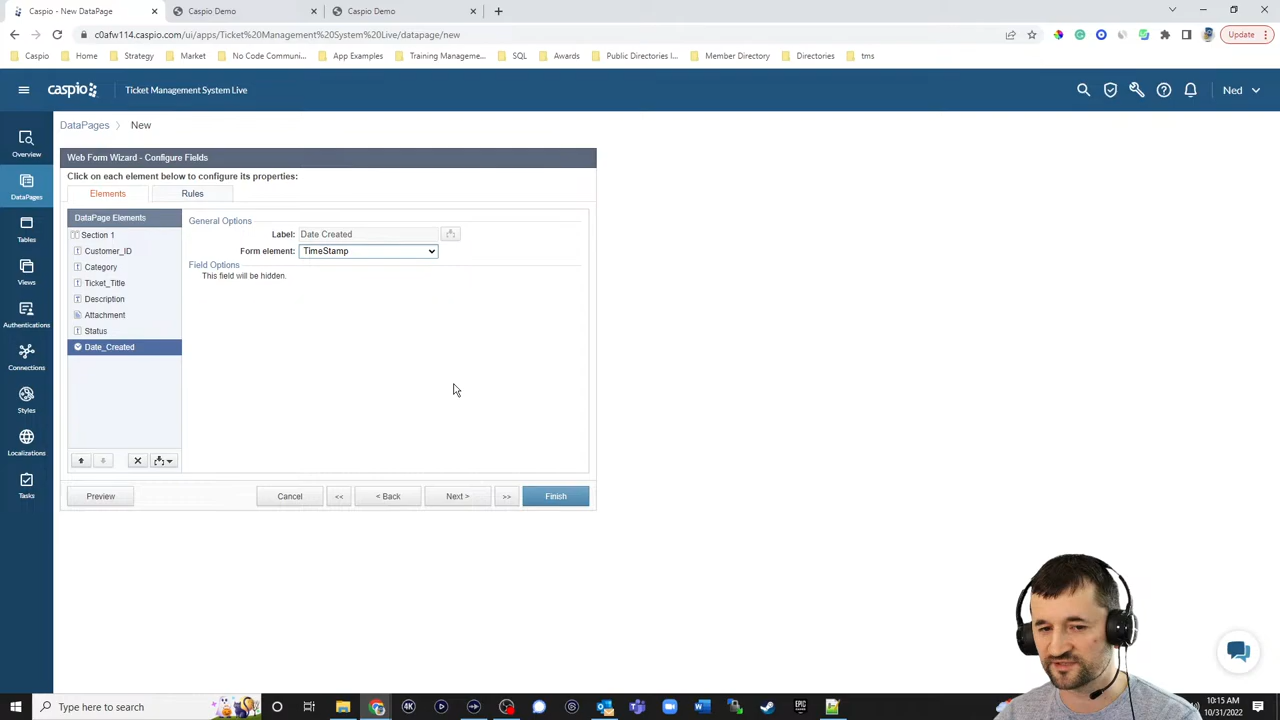 Caspio - New DataPage
Caspio Demo
Caspio Demo
c0afw114.caspio.com/ui/apps/Ticket%20Management%20System%20Live/datapage/new
Update
Caspio
Home
Strategy
Market
No Code Communi...
App Examples
Training Manageme...
SQL
Awards
Public Directories l...
Member Directory
Directories
tms
caspio
Ticket Management System Live
Ned
Overview
DataPages
Tables
Views
Authentications
Connections
Styles
Localizations
Tasks
DataPages
New
Web Form Wizard - Configure Fields
Click on each element below to configure its properties:
Elements
Rules
DataPage Elements
Section 1
Customer_ID
Category
Ticket_Title
Description
Attachment
Status
Date_Created
General Options
Label: Date Created
Form element: TimeStamp
Field Options
This field will be hidden.
Preview
Cancel
<<
< Back
Next >
>>
Finish
Type here to search
4K
EPIC
10:15 AM
10/31/2022